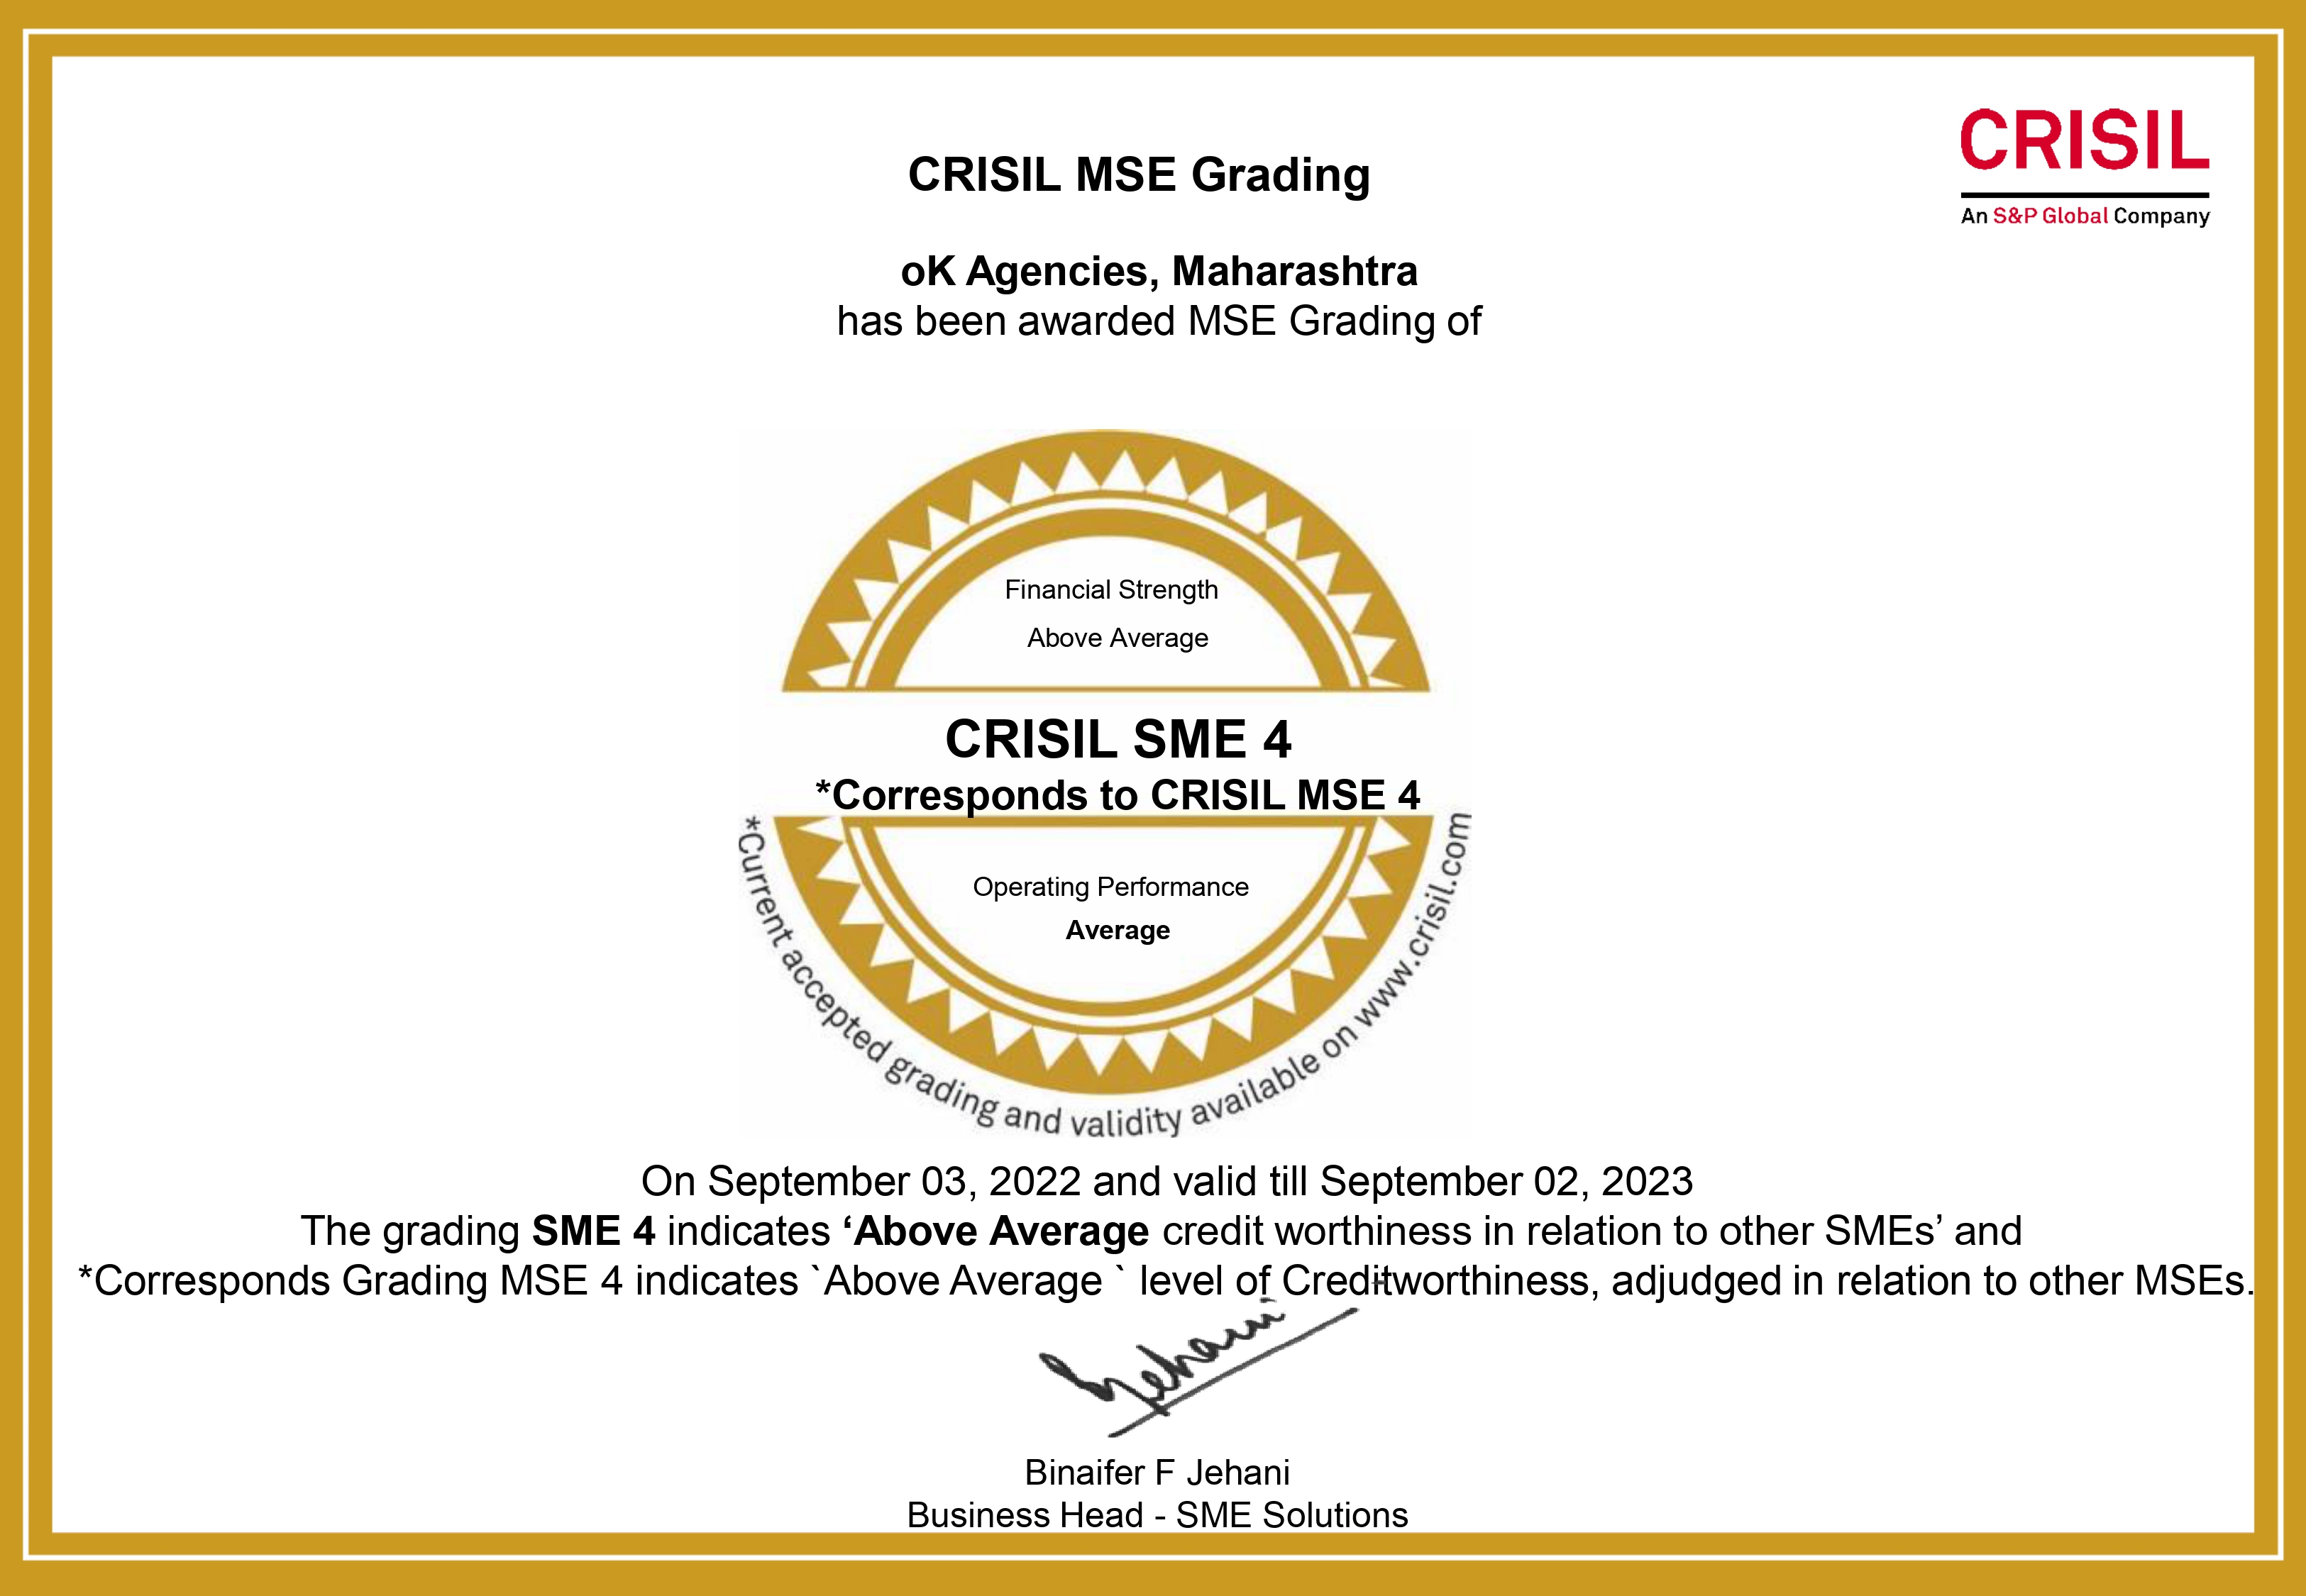 CRISIL
An S&P Global Company
CRISIL MSE Grading
oK Agencies, Maharashtra
has been awarded MSE Grading of
Financial Strength
Above Average
CRISIL SME 4
*Corresponds to CRISIL MSE 4
Operating Performance
Average
*Current accepted grading and validity available on www.crisil.com
On September 03, 2022 and valid till September 02, 2023
The grading SME 4 indicates ‘Above Average credit worthiness in relation to other SMEs’ and
*Corresponds Grading MSE 4 indicates `Above Average ` level of Creditworthiness, adjudged in relation to other MSEs.
Jehani
Binaifer F Jehani
Business Head - SME Solutions